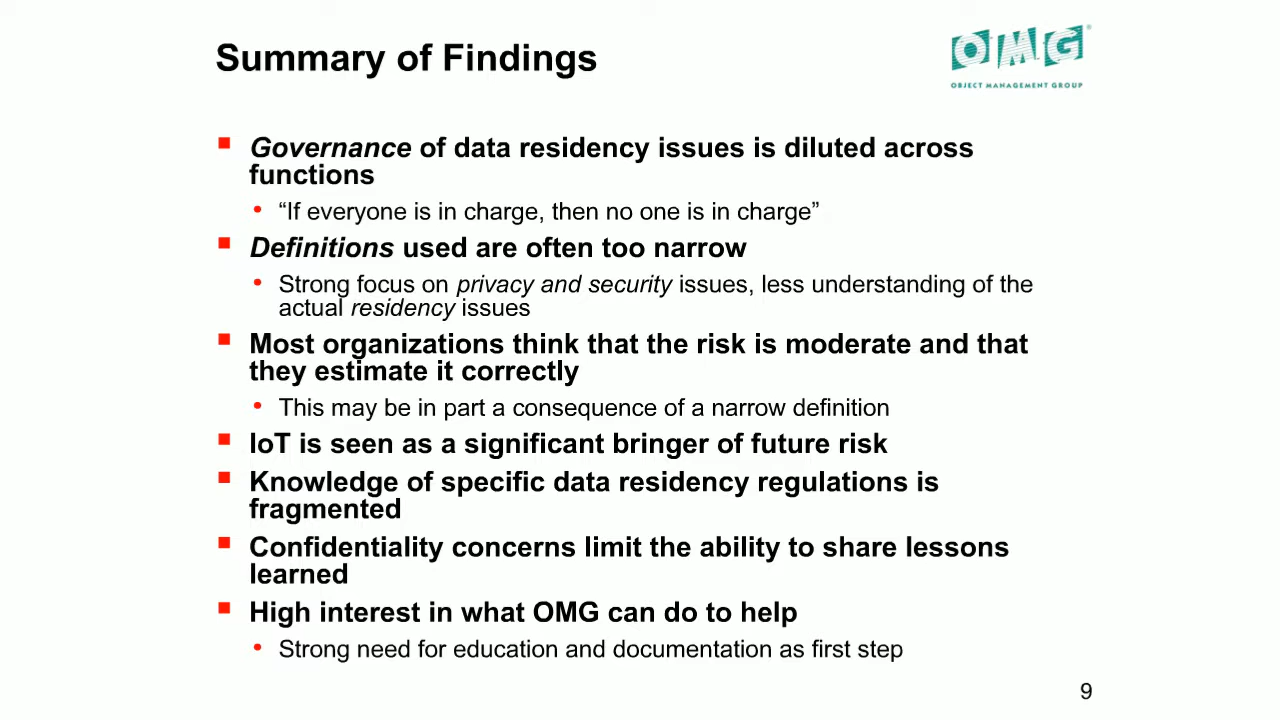 Summary of Findings
OMG
OBJECT MANAGEMENT GROUP
Governance of data residency issues is diluted across
functions
“If everyone is in charge, then no one is in charge”
Definitions used are often too narrow
Strong focus on privacy and security issues, less understanding of the
actual residency issues
Most organizations think that the risk is moderate and that
they estimate it correctly
This may be in part a consequence of a narrow definition
IoT is seen as a significant bringer of future risk
Knowledge of specific data residency regulations is
fragmented
Confidentiality concerns limit the ability to share lessons
learned
High interest in what OMG can do to help
Strong need for education and documentation as first step
9